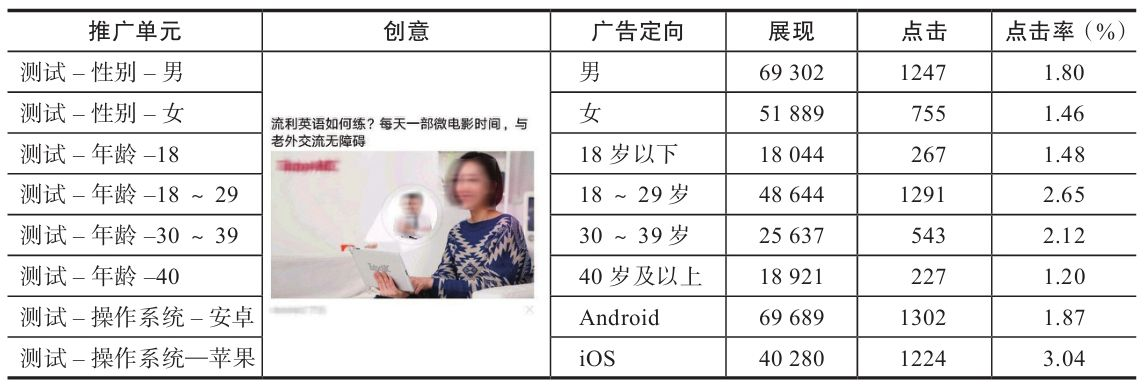 推广单元 创意 广告定向 展现 点击 点击率（%）
测试 – 性别 – 男 男 69 302 1247 1.80
测试 – 性别 – 女 女 51 889 755 1.46
流利英语如何练？每天一部微电影时间，与
老外交流无障碍
测试 – 年龄 –18 18 岁以下 18 044 267 1.48
测试 – 年龄 –18 ～ 29 18 ～ 29 岁 48 644 1291 2.65
测试 – 年龄 –30 ～ 39 30 ～ 39 岁 25 637 543 2.12
测试 – 年龄 –40 40 岁及以上 18 921 227 1.20
测试 – 操作系统 – 安卓 Android 69 689 1302 1.87
测试 – 操作系统—苹果 iOS 40 280 1224 3.04